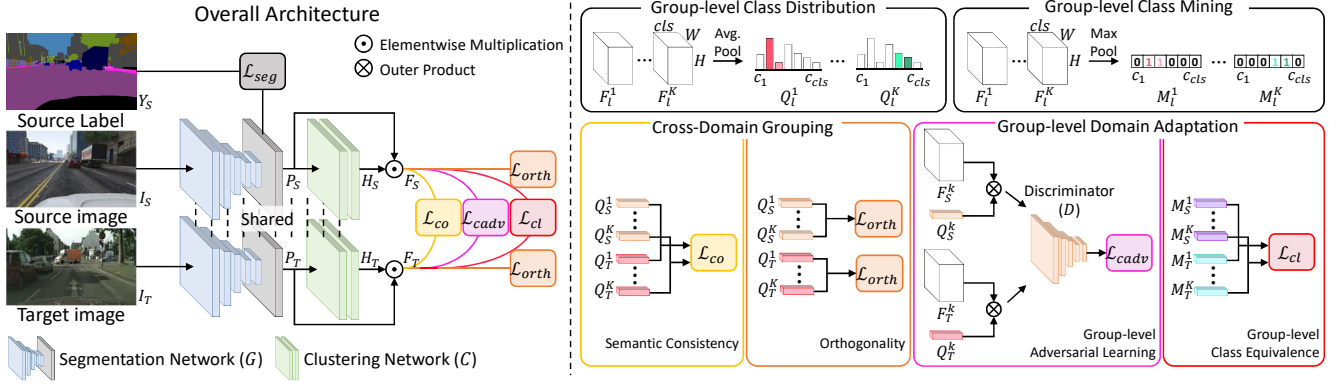 Overall Architecture
Elementwise Multiplication
Outer Product
ℒ_seg
Y_S
Source Label
I_S
Source image
I_T
Target image
P_S
H_S
F_S
Shared
P_T
H_T
F_T
ℒ_orth
ℒ_co
ℒ_cadv
ℒ_cl
ℒ_orth
Segmentation Network (G)
Clustering Network (C)
Group-level Class Distribution
cls
W
H
F_l^1
F_l^K
Avg.
Pool
c_1
c_cls
Q_l^1
Q_l^K
Group-level Class Mining
cls
W
H
F_l^1
F_l^K
Max
Pool
0 1 1 0 0 0
0 0 0 1 1 0
c_1
c_cls
c_1
c_cls
M_l^1
M_l^K
Cross-Domain Grouping
Q_S^1
Q_S^K
Q_T^1
Q_T^K
ℒ_co
Semantic Consistency
Q_S^1
Q_S^K
Q_T^1
Q_T^K
ℒ_orth
ℒ_orth
Orthogonality
Group-level Domain Adaptation
F_S^k
Q_S^k
F_T^k
Q_T^k
Discriminator
(D)
ℒ_cadv
Group-level
Adversarial Learning
M_S^1
M_S^K
M_T^1
M_T^K
ℒ_cl
Group-level
Class Equivalence